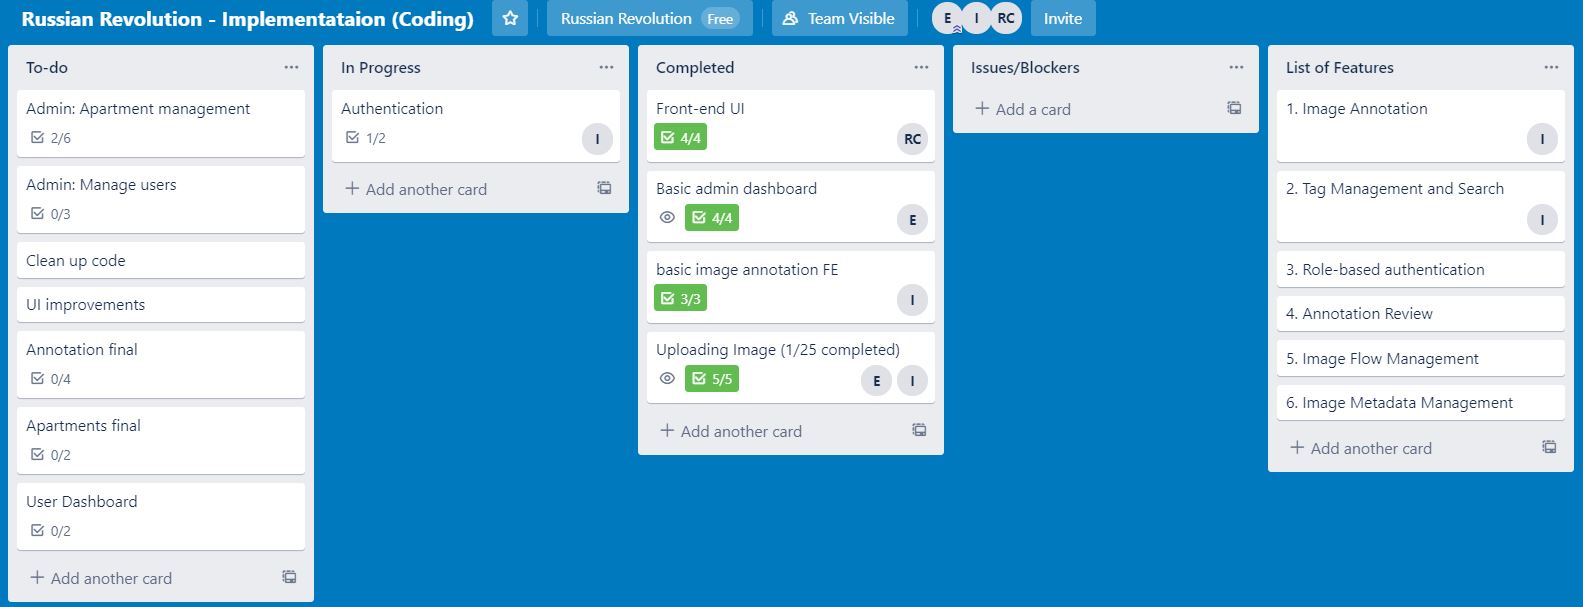 Russian Revolution - Implementataion (Coding)
Russian Revolution Free
Team Visible
E I RC
Invite
To-do
Admin: Apartment management
2/6
Admin: Manage users
0/3
Clean up code
UI improvements
Annotation final
0/4
Apartments final
0/2
User Dashboard
0/2
+ Add another card
In Progress
Authentication
1/2 I
+ Add another card
Completed
Front-end UI
4/4 RC
Basic admin dashboard
4/4 E
basic image annotation FE
3/3 I
Uploading Image (1/25 completed)
5/5 E I
+ Add another card
Issues/Blockers
+ Add a card
List of Features
1. Image Annotation
I
2. Tag Management and Search
I
3. Role-based authentication
4. Annotation Review
5. Image Flow Management
6. Image Metadata Management
+ Add another card